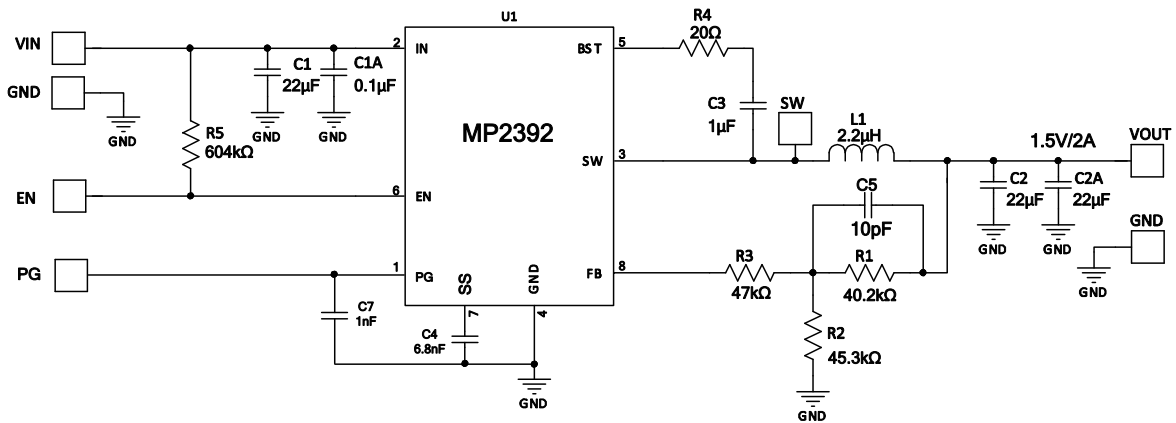 U1
VIN
GND
GND
2
IN
C1
22µF
GND
C1A
0.1µF
GND
R5
604kΩ
EN
6
EN
PG
1
PG
C7
1nF
SS
7
C4
6.8nF
GND
4
GND
MP2392
BST
5
R4
20Ω
C3
1µF
SW
3
SW
L1
2.2µH
1.5V/2A
VOUT
C2
22µF
GND
C2A
22µF
GND
GND
GND
C5
10pF
FB
8
R3
47kΩ
R1
40.2kΩ
R2
45.3kΩ
GND